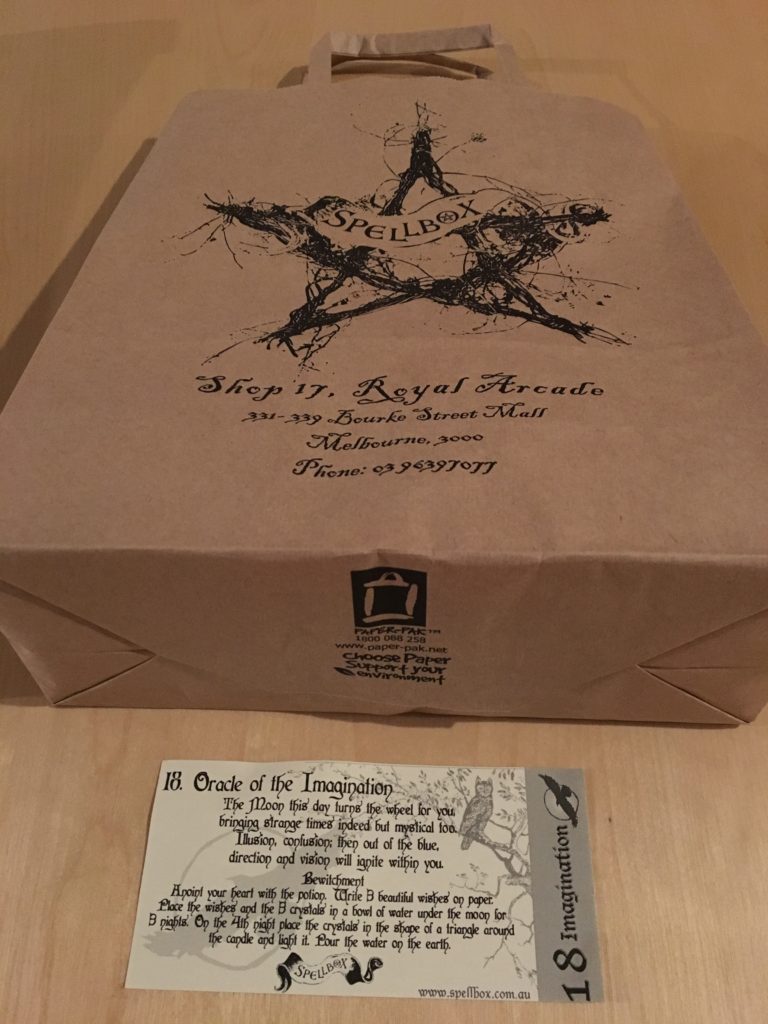 SPELLBOX
Shop 17, Royal Arcade
331-339 Bourke Street Mall
Melbourne, 3000
Phone: 03 96397077
PAPER-PAK™
1800 088 258
www.paper-pak.net
Choose Paper
Support your
environment
18. Oracle of the Imagination
The Moon this day turns the wheel for you,
bringing strange times indeed but mystical too.
Illusion, confusion; then out of the blue,
direction and vision will ignite within you.
Bewitchment
Anoint your heart with the potion. Write 3 beautiful wishes on paper.
Place the wishes and the 3 crystals in a bowl of water under the moon for
3 nights. On the 4th night place the crystals in the shape of a triangle around
the candle and light it. Pour the water on the earth.
SPELLBOX
www.spellbox.com.au
18 Imagination